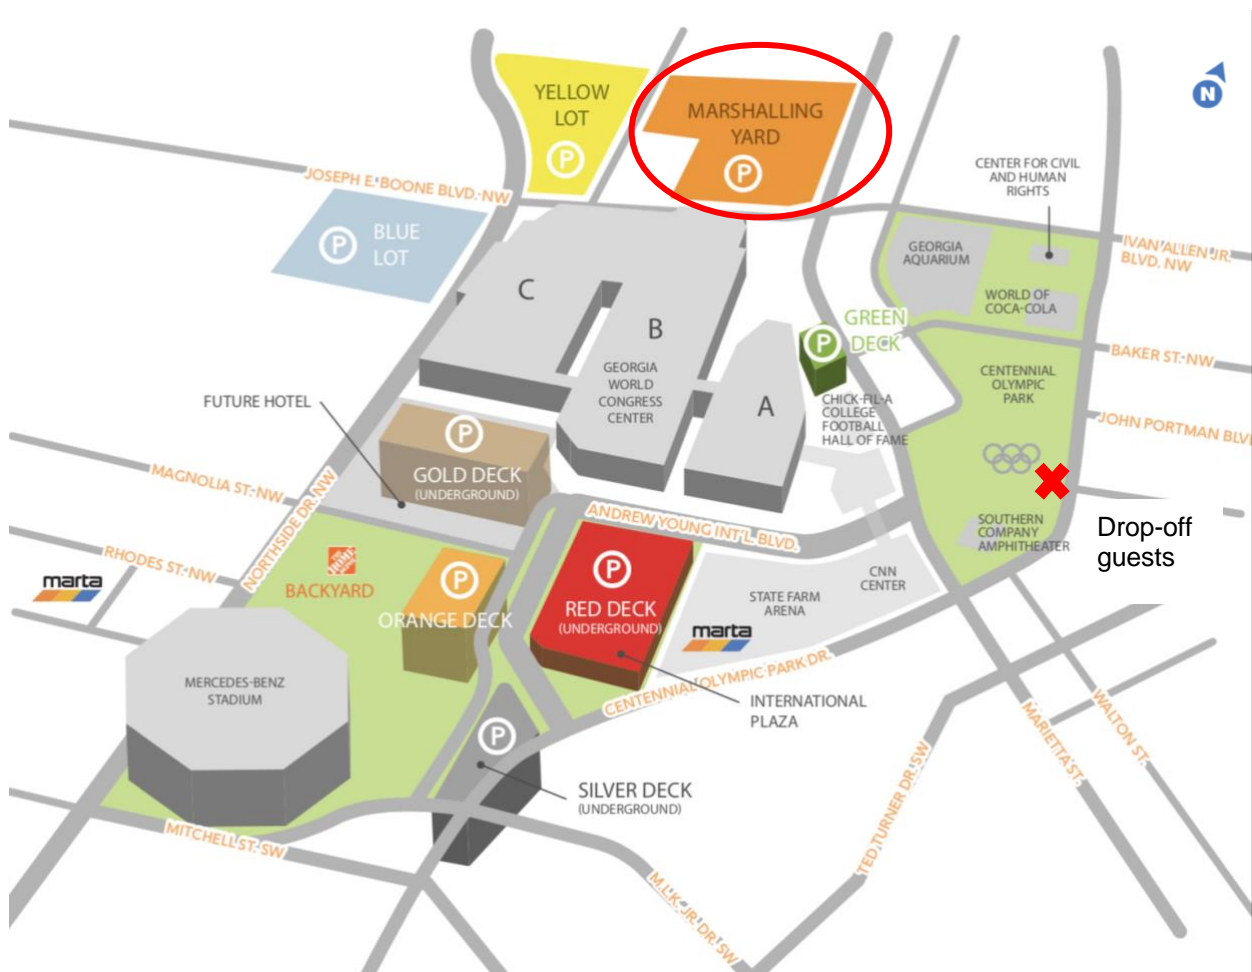 YELLOW
LOT
P
MARSHALLING
YARD
P
N
CENTER FOR CIVIL
AND HUMAN
RIGHTS
JOSEPH E. BOONE BLVD. NW
BLUE
LOT
P
GEORGIA
AQUARIUM
IVAN ALLEN JR.
BLVD. NW
WORLD OF
COCA-COLA
C
B
A
GEORGIA
WORLD
CONGRESS
CENTER
P
GREEN
DECK
BAKER ST. NW
CENTENNIAL
OLYMPIC
PARK
CHICK-FIL-A
COLLEGE
FOOTBALL
HALL OF FAME
JOHN PORTMAN BLV
FUTURE HOTEL
P
GOLD DECK
(UNDERGROUND)
MAGNOLIA ST. NW
NORTHSIDE DR. NW
ANDREW YOUNG INT'L. BLVD.
SOUTHERN
COMPANY
AMPHITHEATER
Drop-off
guests
RHODES ST. NW
marta
THE HOME DEPOT
BACKYARD
P
ORANGE DECK
P
RED DECK
(UNDERGROUND)
CNN
CENTER
STATE FARM
ARENA
marta
MERCEDES-BENZ
STADIUM
CENTENNIAL OLYMPIC PARK DR.
INTERNATIONAL
PLAZA
P
SILVER DECK
(UNDERGROUND)
MITCHELL ST. SW
M.L.K. JR. DR. SW
TED TURNER DR. SW
MARIETTA ST.
WALTON ST.